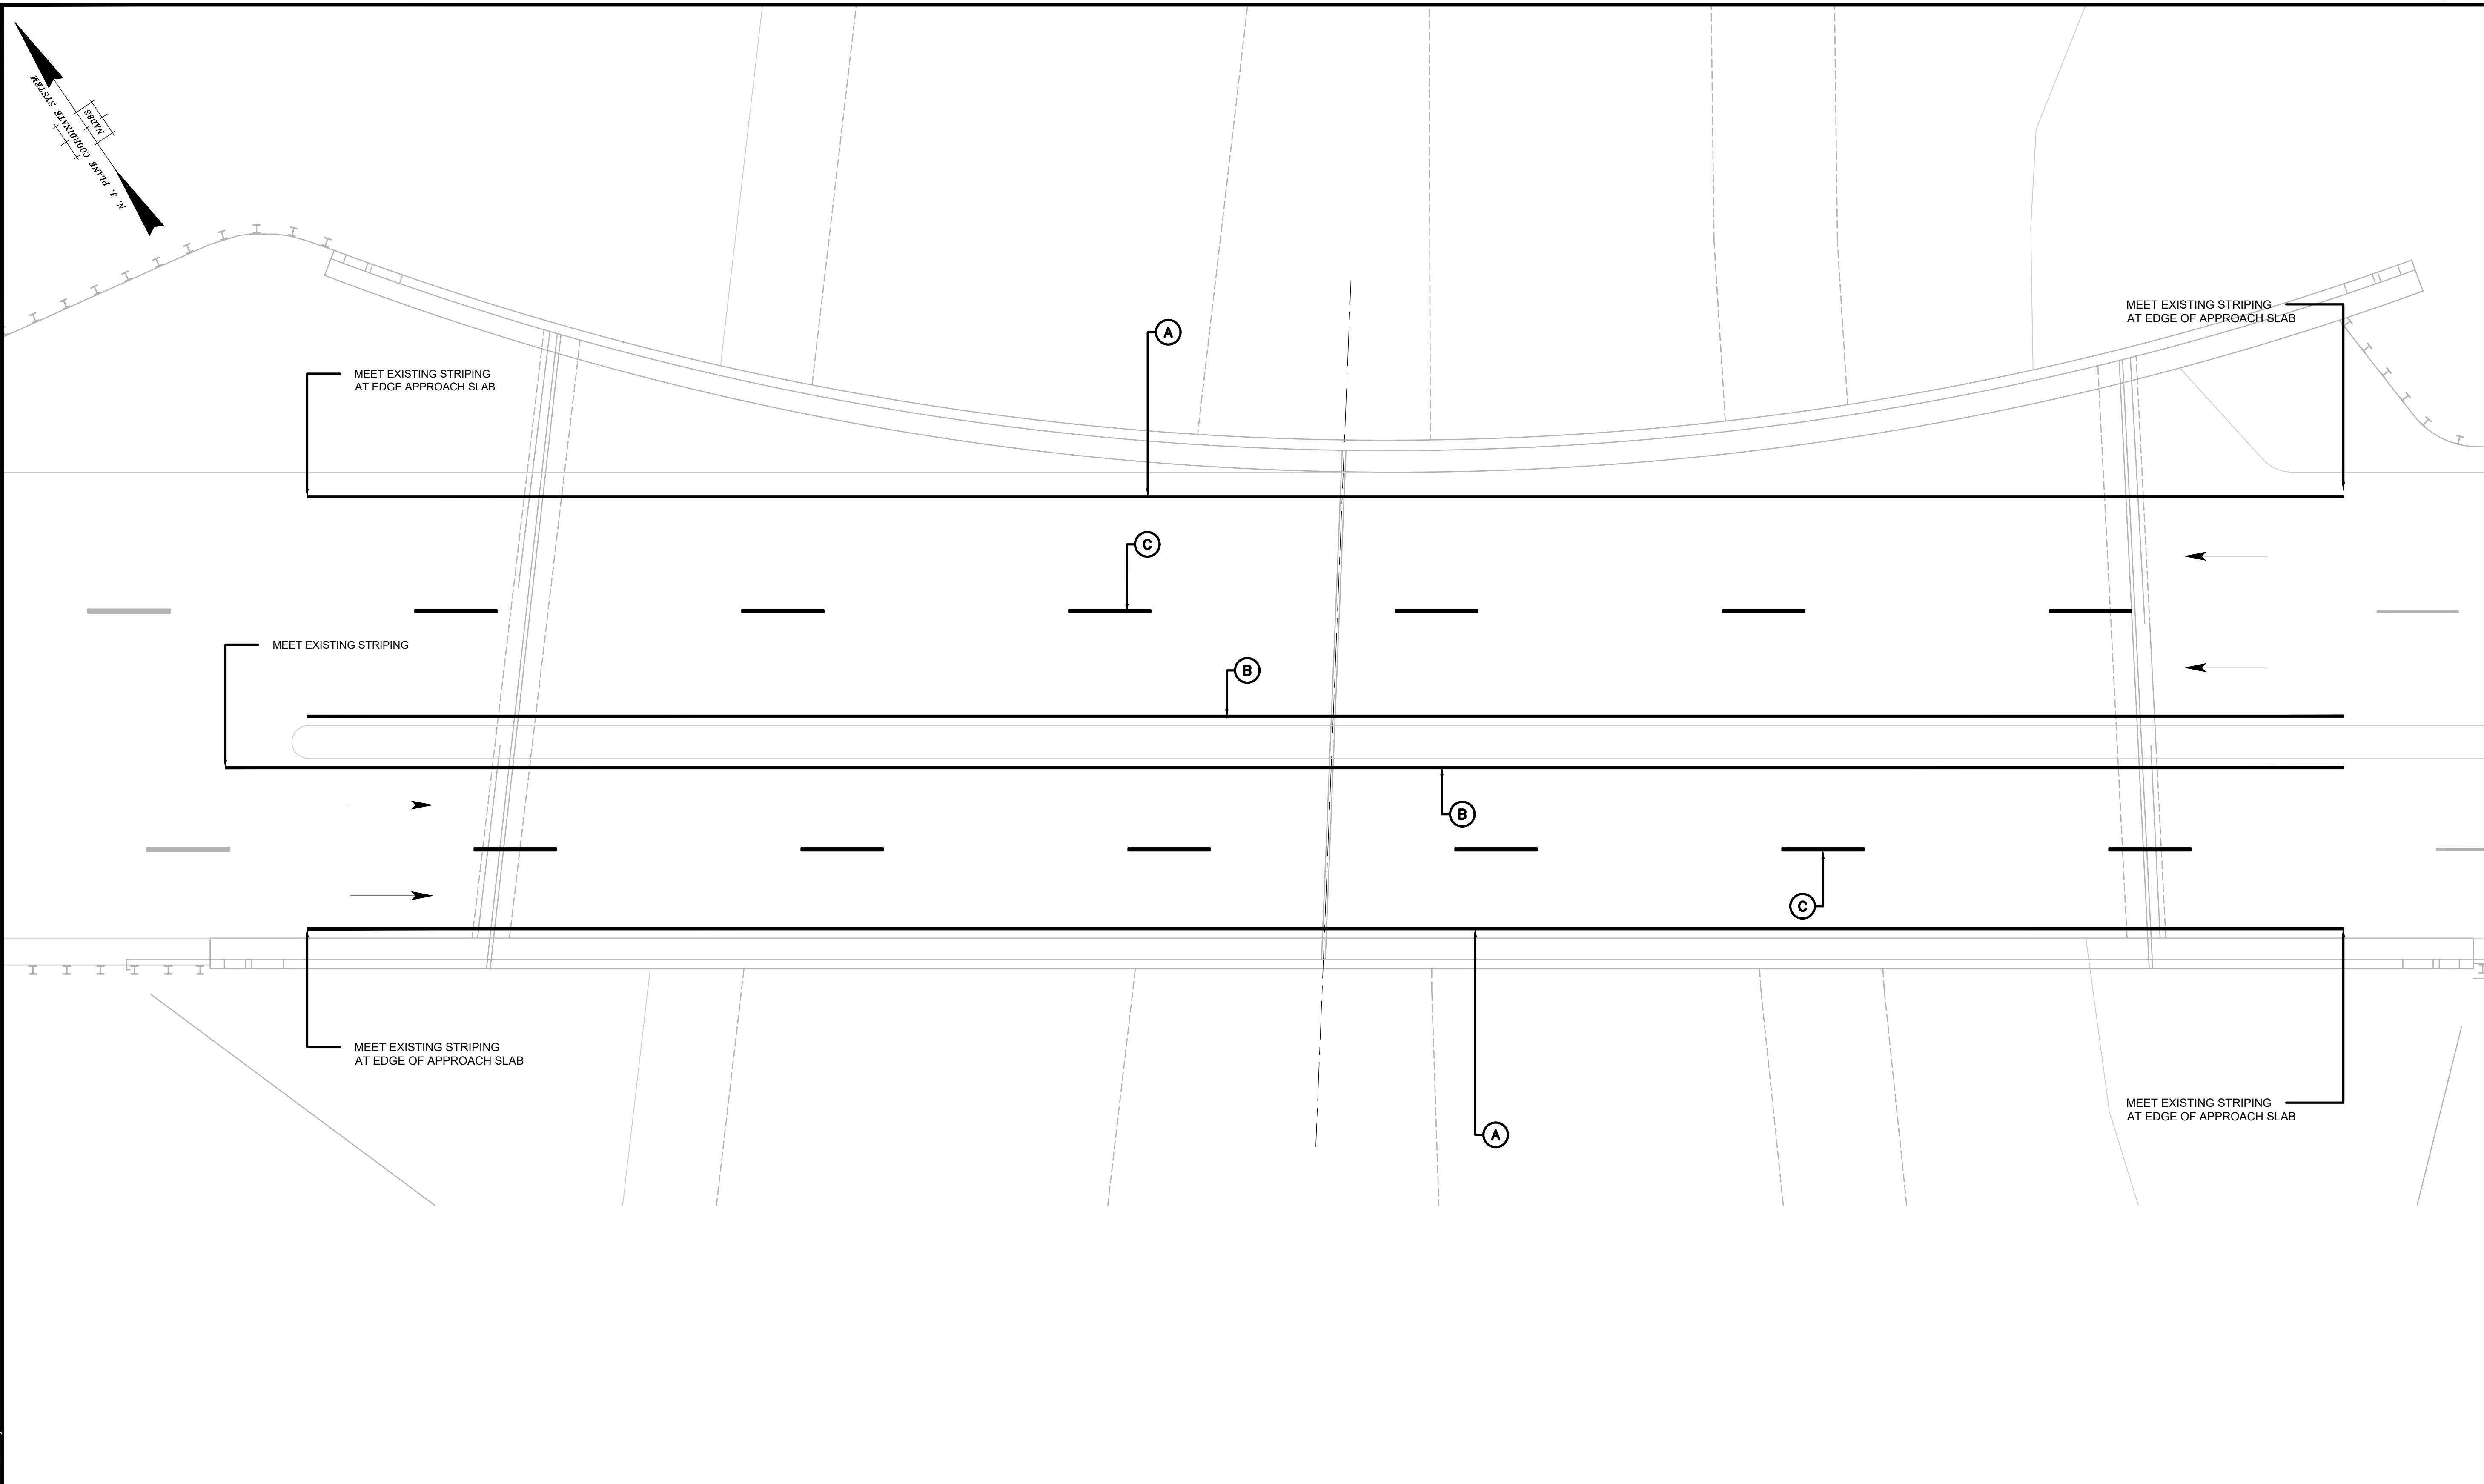 N. J. PLANE COORDINATE SYSTEM
NAD83
A
MEET EXISTING STRIPING
AT EDGE OF APPROACH SLAB
MEET EXISTING STRIPING
AT EDGE APPROACH SLAB
C
MEET EXISTING STRIPING
B
B
C
MEET EXISTING STRIPING
AT EDGE OF APPROACH SLAB
MEET EXISTING STRIPING
AT EDGE OF APPROACH SLAB
A